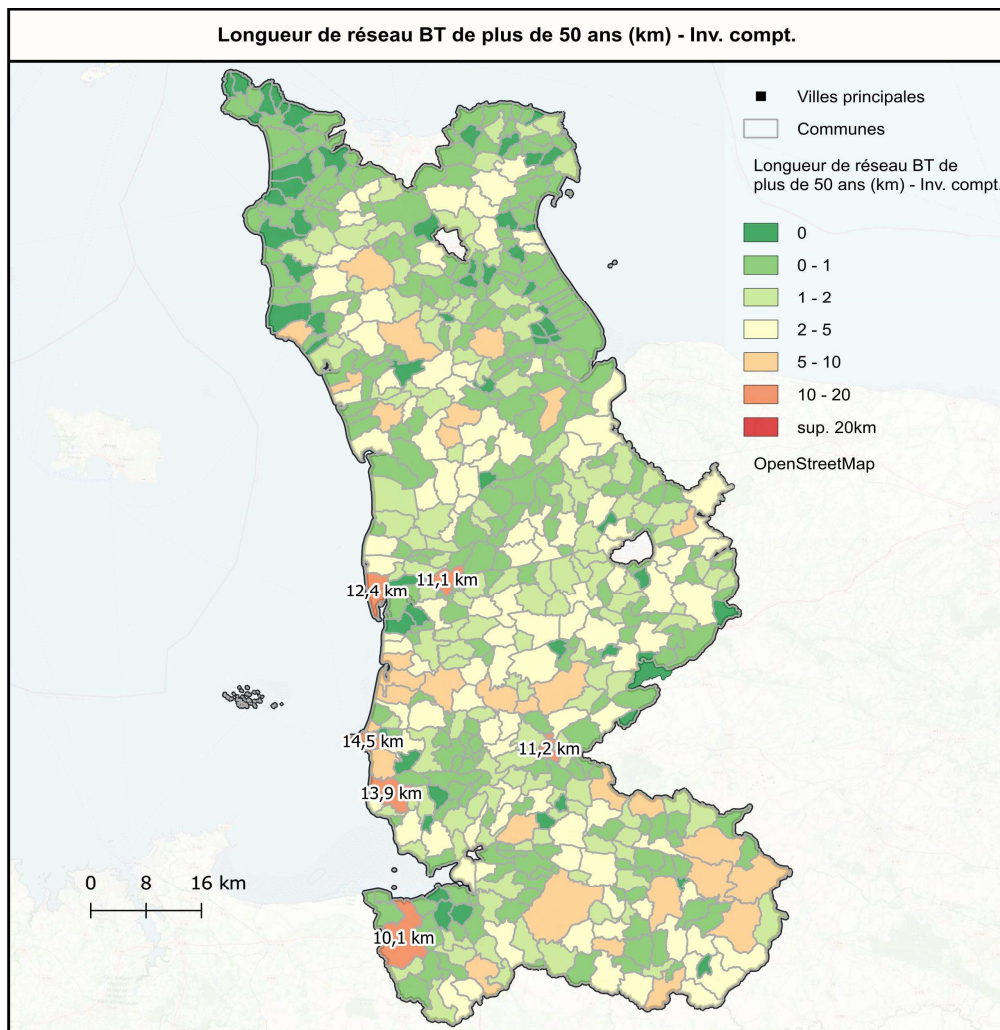 Longueur de réseau BT de plus de 50 ans (km) - Inv. compt.
Villes principales
Communes
Longueur de réseau BT de
plus de 50 ans (km) - Inv. compt.
0
0 - 1
1 - 2
2 - 5
5 - 10
10 - 20
sup. 20km
OpenStreetMap
11,1 km
12,4 km
14,5 km
11,2 km
13,9 km
10,1 km
0 8 16 km